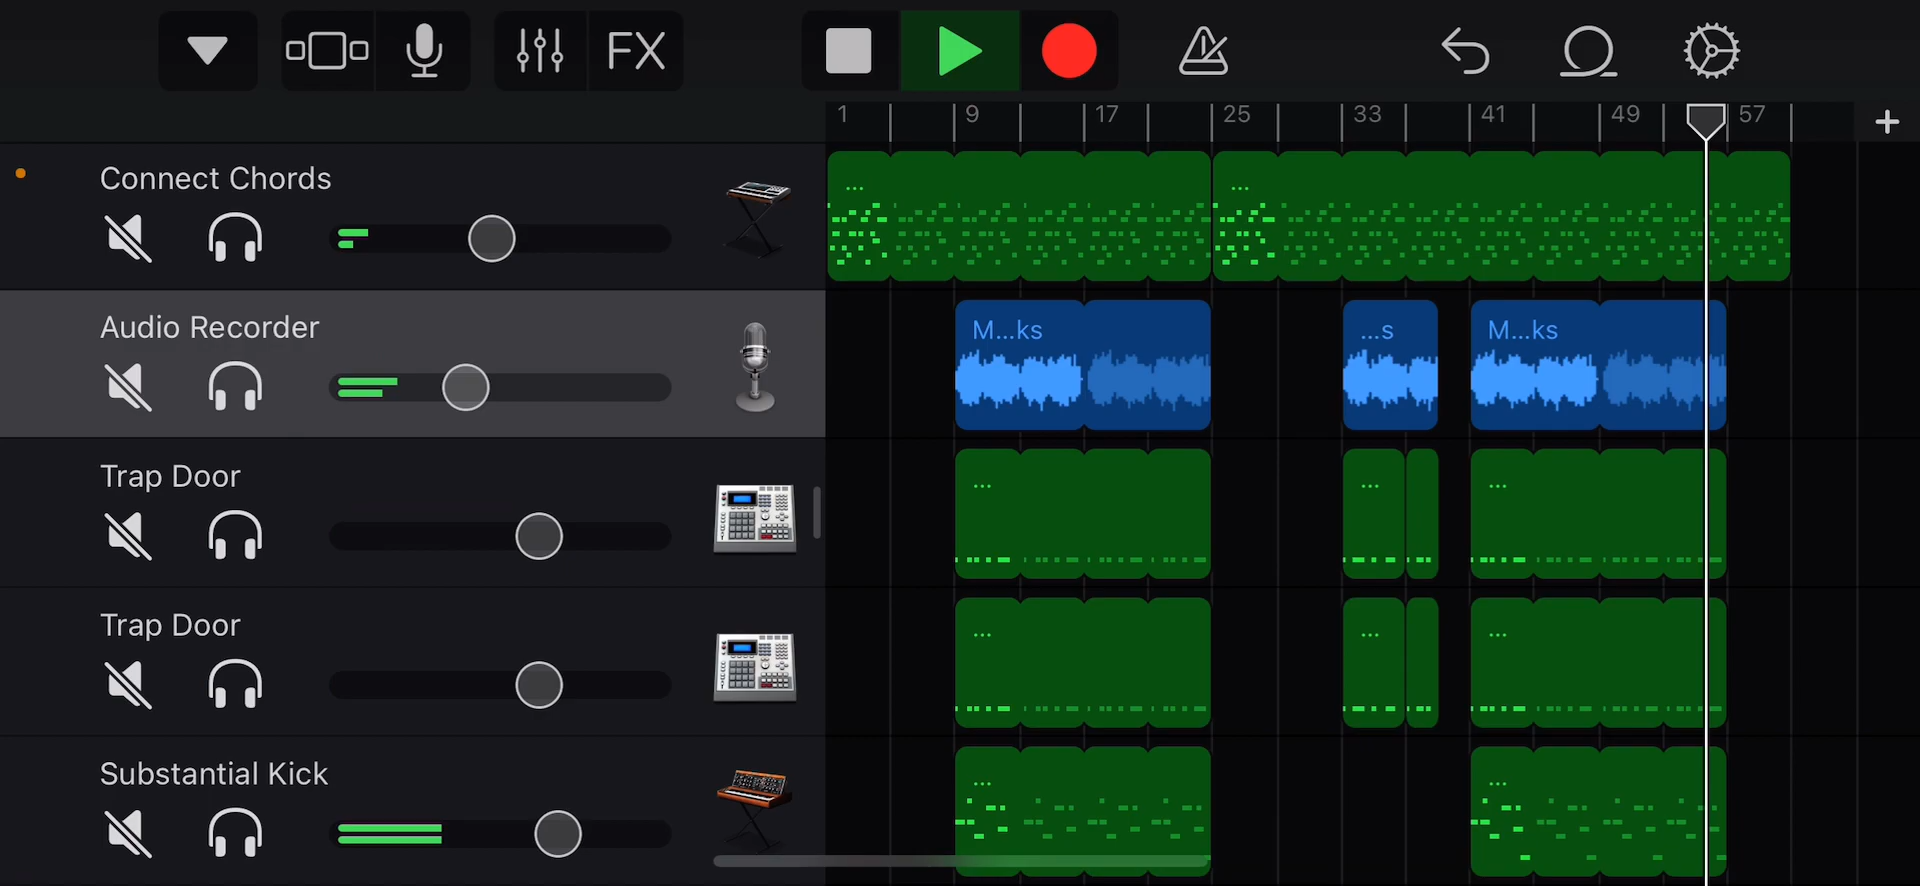 FX
1 9 17 25 33 41 49 57 +
Connect Chords
...
...
Audio Recorder
M...ks
...s
M...ks
Trap Door
...
...
...
Trap Door
...
...
...
Substantial Kick
...
...